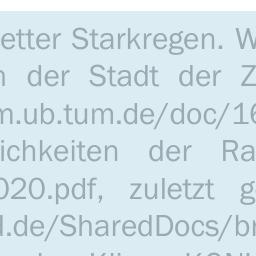 etter Starkregen. W
der Stadt der Z
m.ub.tum.de/doc/16
ichkeiten der Ra
020.pdf, zuletzt g
l.de/SharedDocs/br